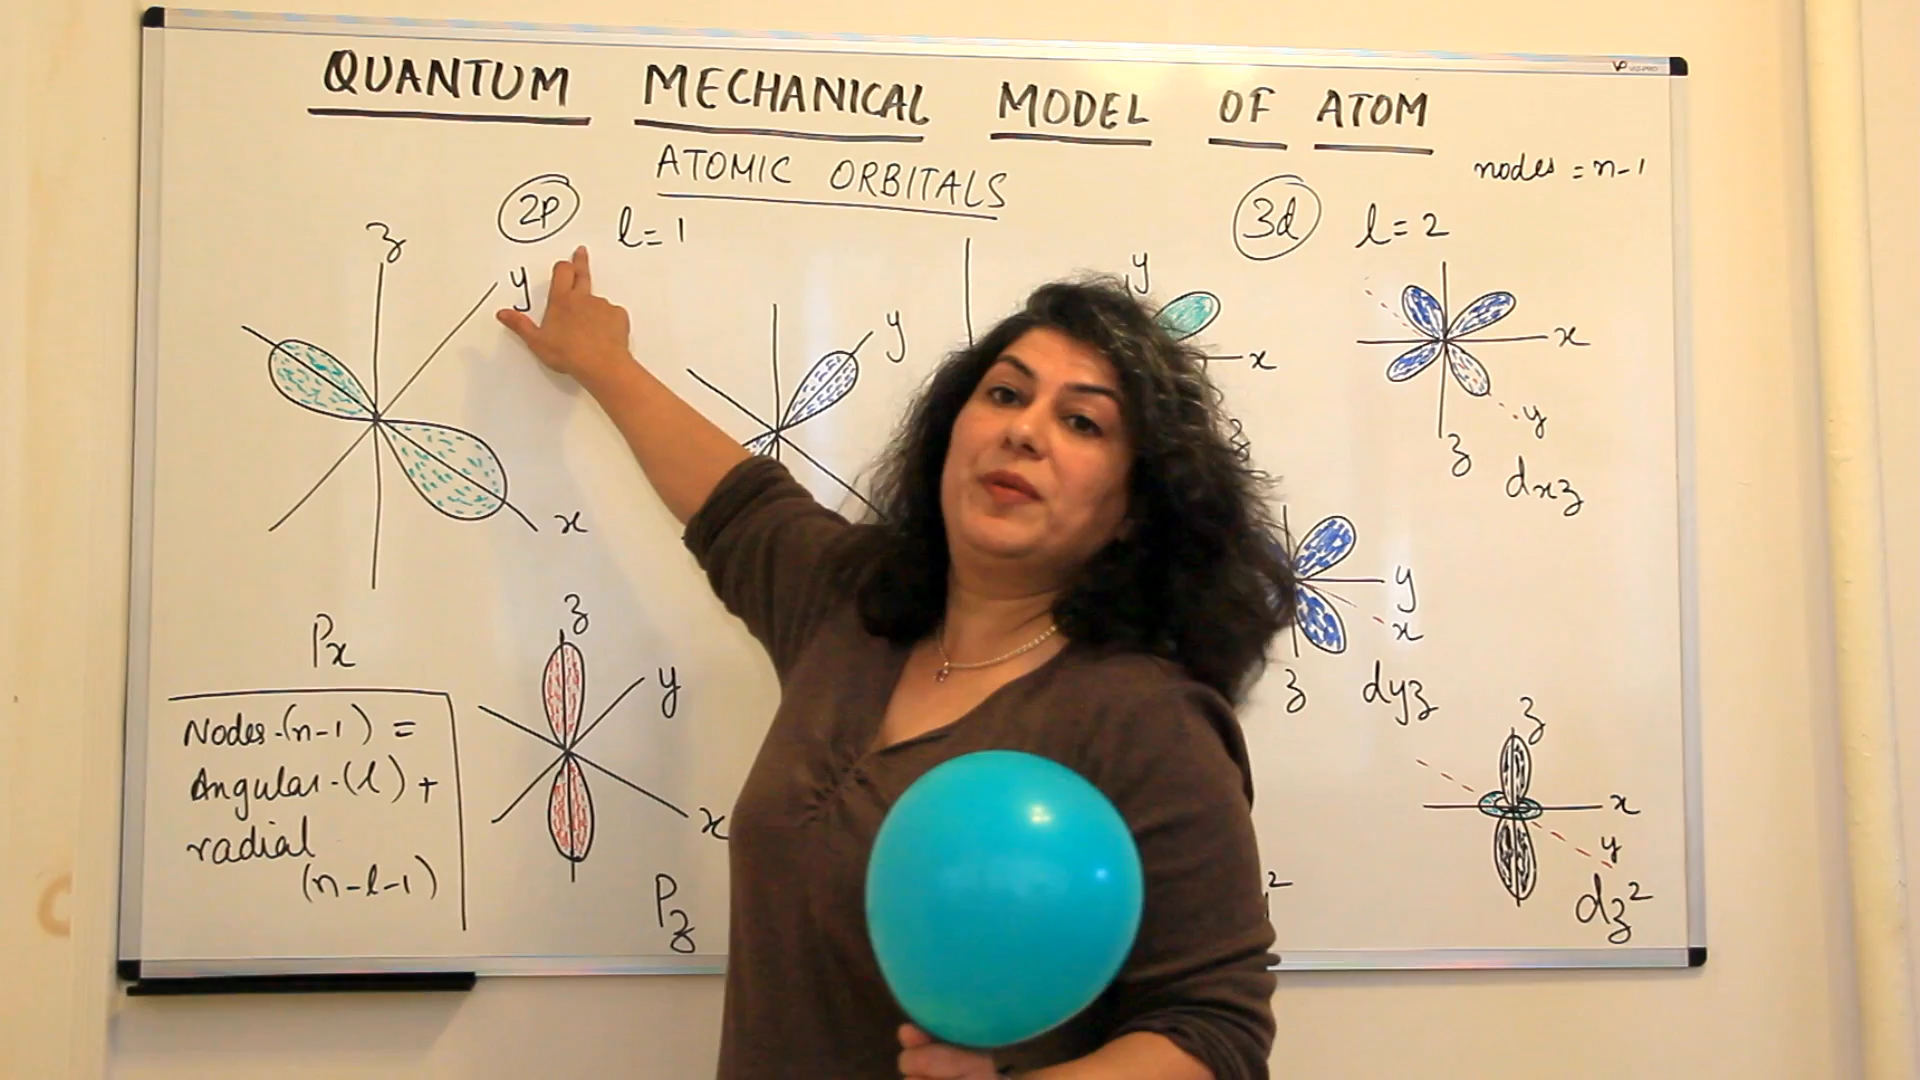 QUANTUM MECHANICAL MODEL OF ATOM
ATOMIC ORBITALS
nodes = n-1
2p l = 1
3d l = 2
z
y
x
Px
y
z
y
x
Pz
Nodes-(n-1) =
Angular-(l) +
radial
(n-l-1)
y
x
z
x
y
z
dxz
y
x
z
dyz
2
z
x
y
dz²